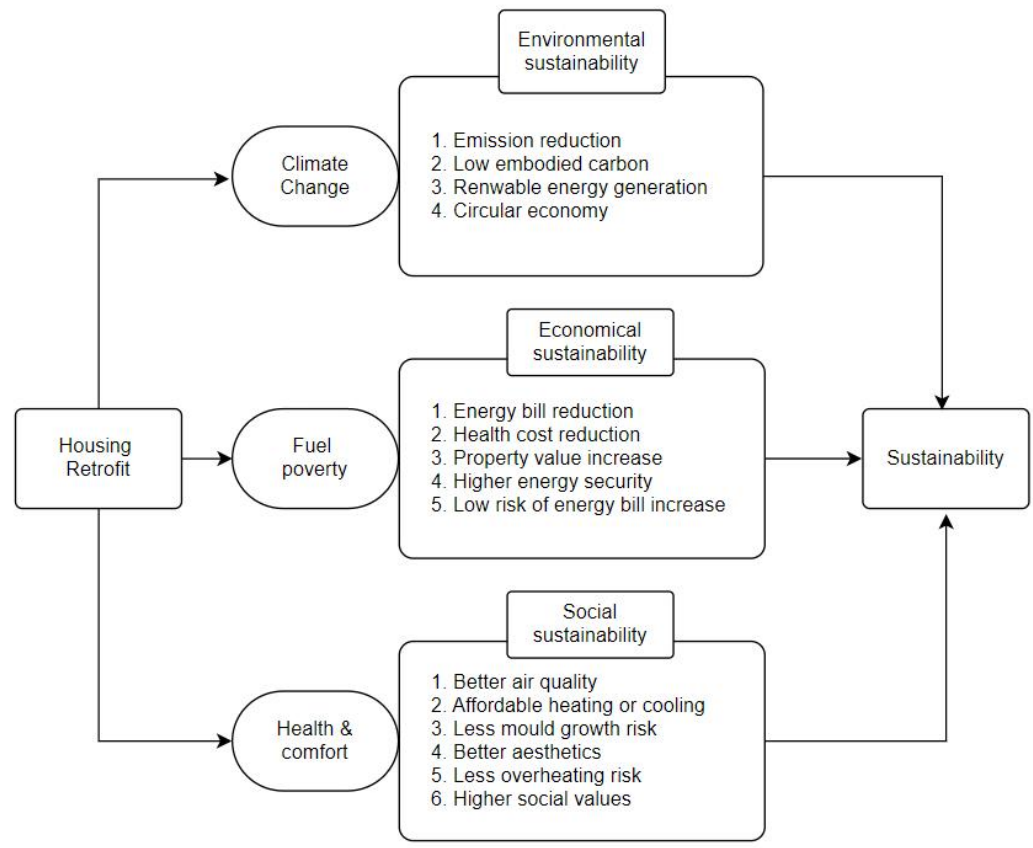 Environmental
sustainability
Climate
Change
1. Emission reduction
2. Low embodied carbon
3. Renwable energy generation
4. Circular economy
Economical
sustainability
Housing
Retrofit
Fuel
poverty
1. Energy bill reduction
2. Health cost reduction
3. Property value increase
4. Higher energy security
5. Low risk of energy bill increase
Sustainability
Social
sustainability
Health &
comfort
1. Better air quality
2. Affordable heating or cooling
3. Less mould growth risk
4. Better aesthetics
5. Less overheating risk
6. Higher social values